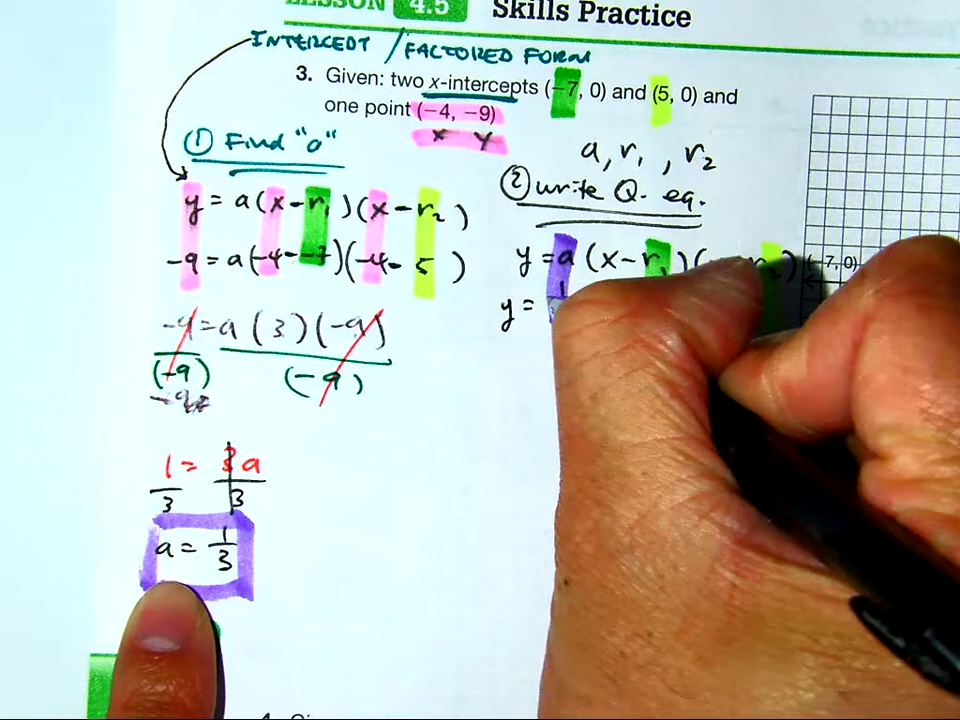 LESSON 4.5 Skills Practice
INTERCEPT / FACTORED FORM
3. Given: two x-intercepts (−7, 0) and (5, 0) and
one point (−4, −9)
x y
① Find "a"
a, r₁, r₂
② write Q. eq.
y = a(x−r₁)(x−r₂)
-9 = a(-4--7)(-4-5)
-9 = a(3)(-9)
(-9) (-9)
1 = 3a
3 3
a = 1/3
y = a(x−r₁)( r₂)
y =
(−7, 0)